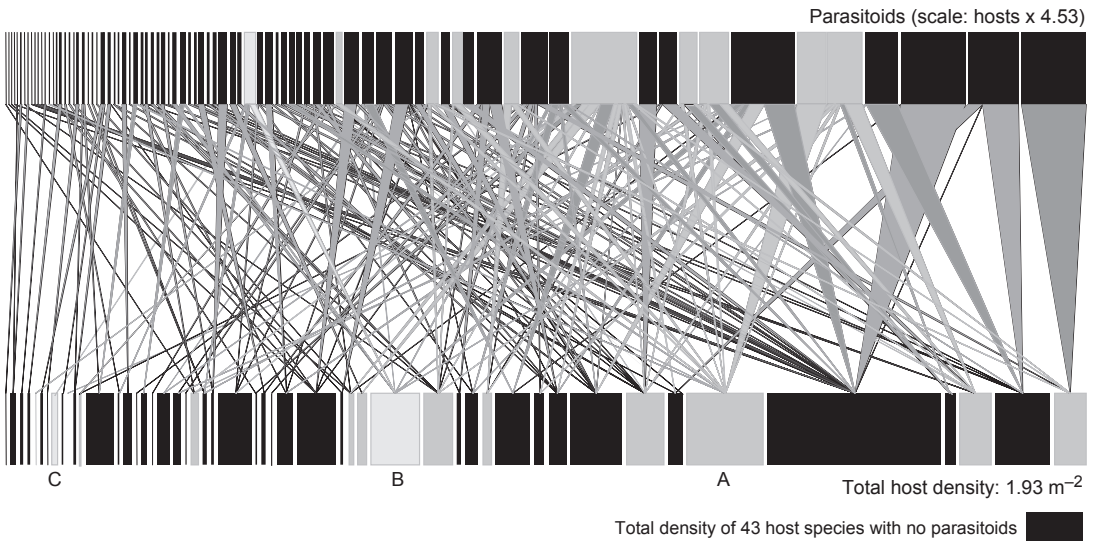 Parasitoids (scale: hosts x 4.53)
C B A
Total host density: 1.93 m–2
Total density of 43 host species with no parasitoids